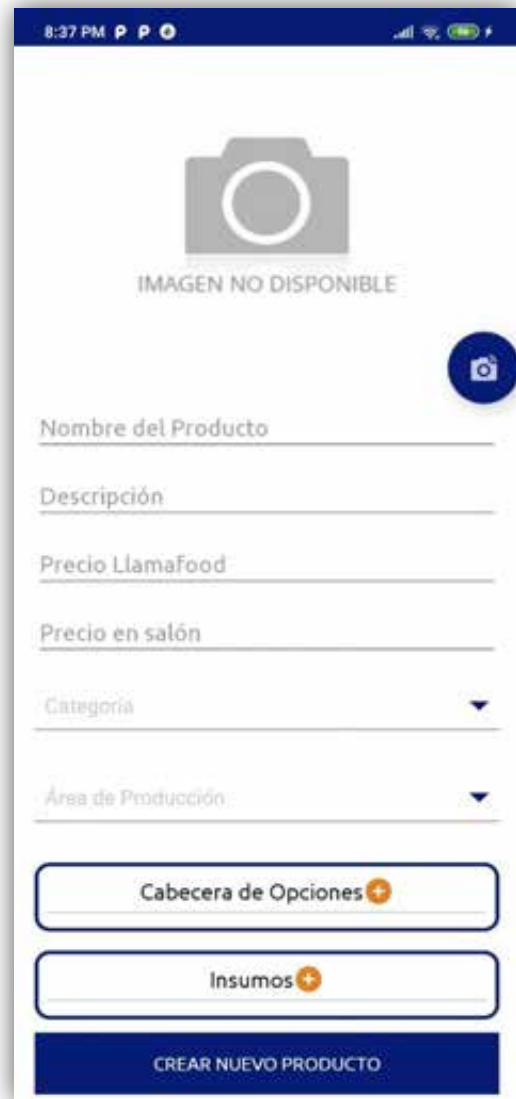 8:37 PM P P
IMAGEN NO DISPONIBLE
Nombre del Producto
Descripción
Precio Llamafood
Precio en salón
Categoría
Área de Producción
Cabecera de Opciones
Insumos
CREAR NUEVO PRODUCTO